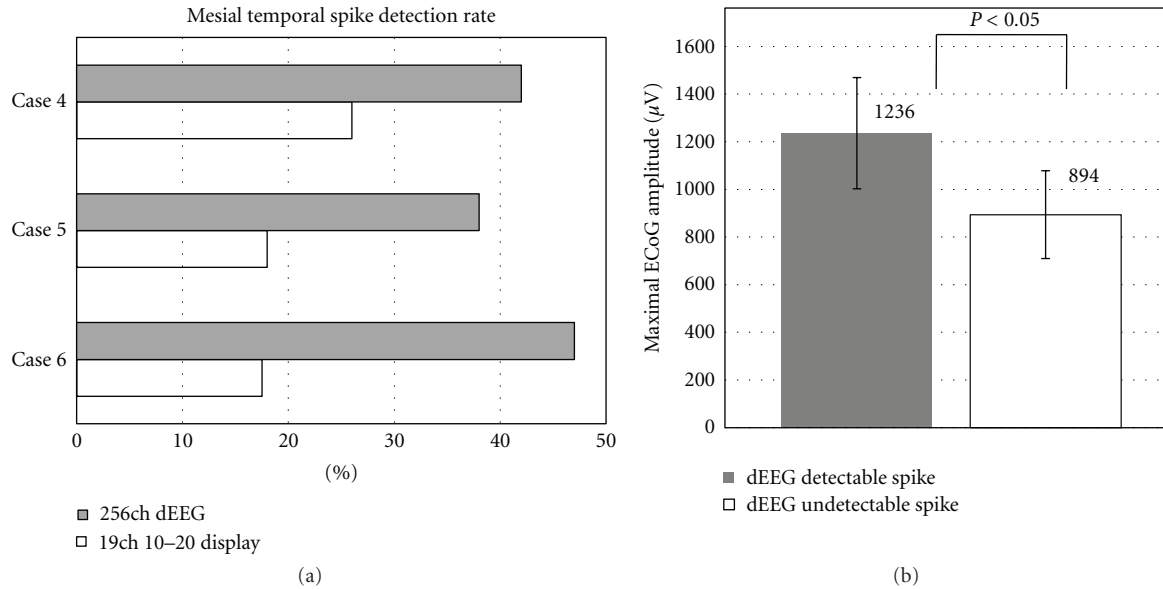 Mesial temporal spike detection rate
Case 4
Case 5
Case 6
0 10 20 30 40 50
(%)
256ch dEEG
19ch 10–20 display
(a)
P < 0.05
Maximal ECoG amplitude (μV)
1600
1400
1200
1000
800
600
400
200
0
1236
894
dEEG detectable spike
dEEG undetectable spike
(b)